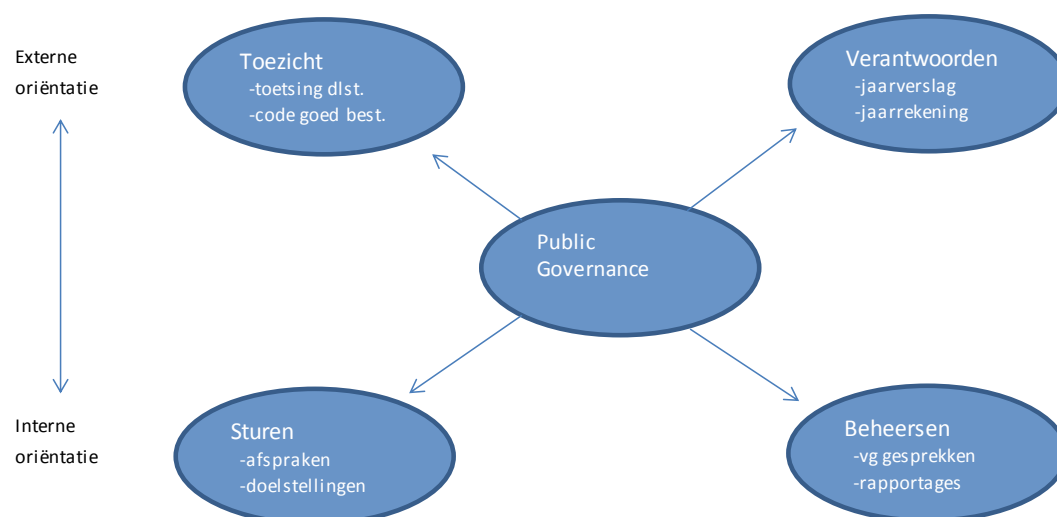 Externe
oriëntatie
Toezicht
-toetsing dlst.
-code goed best.
Verantwoorden
-jaarverslag
-jaarrekening
Public
Governance
Interne
oriëntatie
Sturen
-afspraken
-doelstellingen
Beheersen
-vg gesprekken
-rapportages